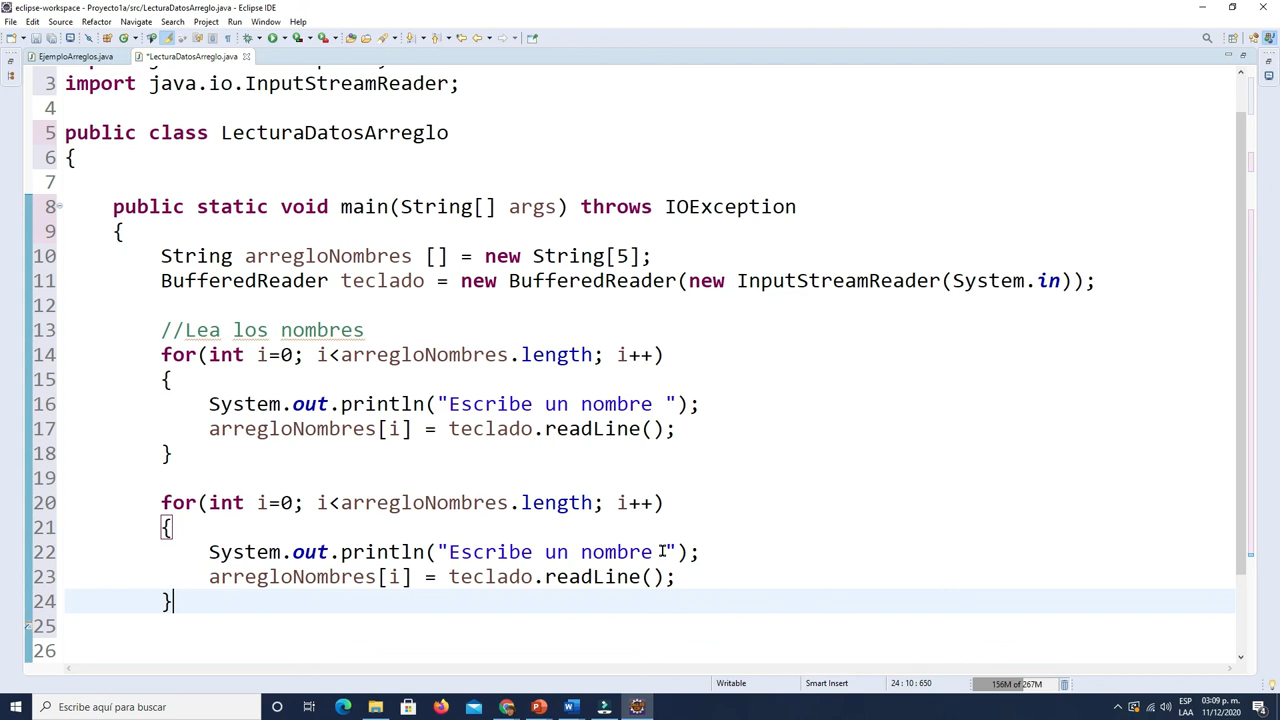 eclipse-workspace - Proyecto1a/src/LecturaDatosArreglo.java - Eclipse IDE
File Edit Source Refactor Navigate Search Project Run Window Help
EjemploArreglos.java *LecturaDatosArreglo.java
3 import java.io.InputStreamReader;
4
5 public class LecturaDatosArreglo
6 {
7
8 public static void main(String[] args) throws IOException
9 {
10 String arregloNombres [] = new String[5];
11 BufferedReader teclado = new BufferedReader(new InputStreamReader(System.in));
12
13 //Lea los nombres
14 for(int i=0; i<arregloNombres.length; i++)
15 {
16 System.out.println("Escribe un nombre ");
17 arregloNombres[i] = teclado.readLine();
18 }
19
20 for(int i=0; i<arregloNombres.length; i++)
21 {
22 System.out.println("Escribe un nombre ");
23 arregloNombres[i] = teclado.readLine();
24 }
25
26
Writable Smart Insert 24 : 10 : 650 156M of 267M
Escribe aquí para buscar
ESP 03:09 p. m.
LAA 11/12/2020
4